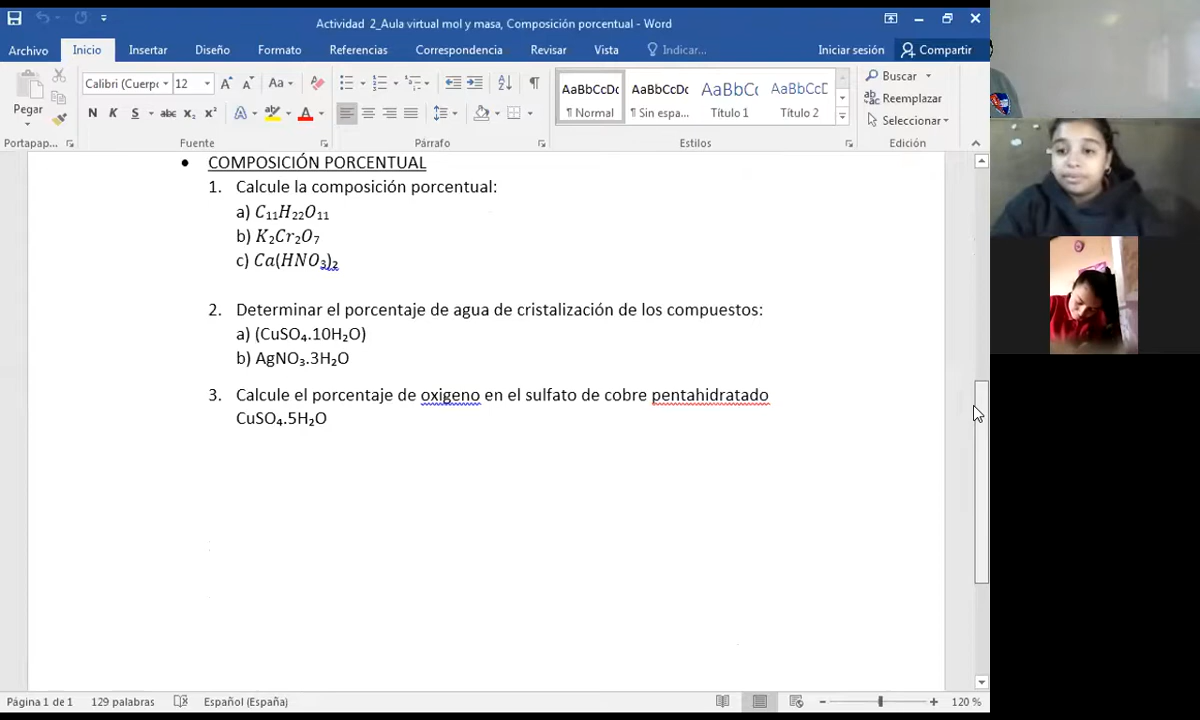 Actividad 2_Aula virtual mol y masa, Composición porcentual - Word
Archivo Inicio Insertar Diseño Formato Referencias Correspondencia Revisar Vista Indicar... Iniciar sesión Compartir
Pegar
Calibri (Cuerpo 12
N K S abc x₂ x²
AaBbCcDc AaBbCcDc AaBbCc AaBbCcD
¶ Normal ¶ Sin espa... Título 1 Título 2
Buscar
Reemplazar
Seleccionar
Portapap... Fuente Párrafo Estilos Edición
• COMPOSICIÓN PORCENTUAL
1. Calcule la composición porcentual:
a) C₁₁H₂₂O₁₁
b) K₂Cr₂O₇
c) Ca(HNO₃)₂
2. Determinar el porcentaje de agua de cristalización de los compuestos:
a) (CuSO₄.10H₂O)
b) AgNO₃.3H₂O
3. Calcule el porcentaje de oxigeno en el sulfato de cobre pentahidratado
CuSO₄.5H₂O
Página 1 de 1 129 palabras Español (España) 120 %